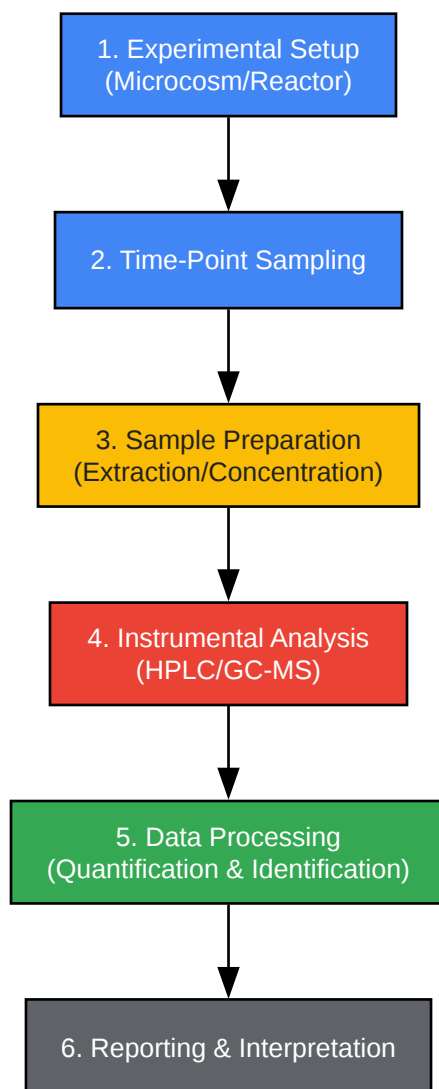 1. Experimental Setup
(Microcosm/Reactor)
2. Time-Point Sampling
3. Sample Preparation
(Extraction/Concentration)
4. Instrumental Analysis
(HPLC/GC-MS)
5. Data Processing
(Quantification & Identification)
6. Reporting & Interpretation